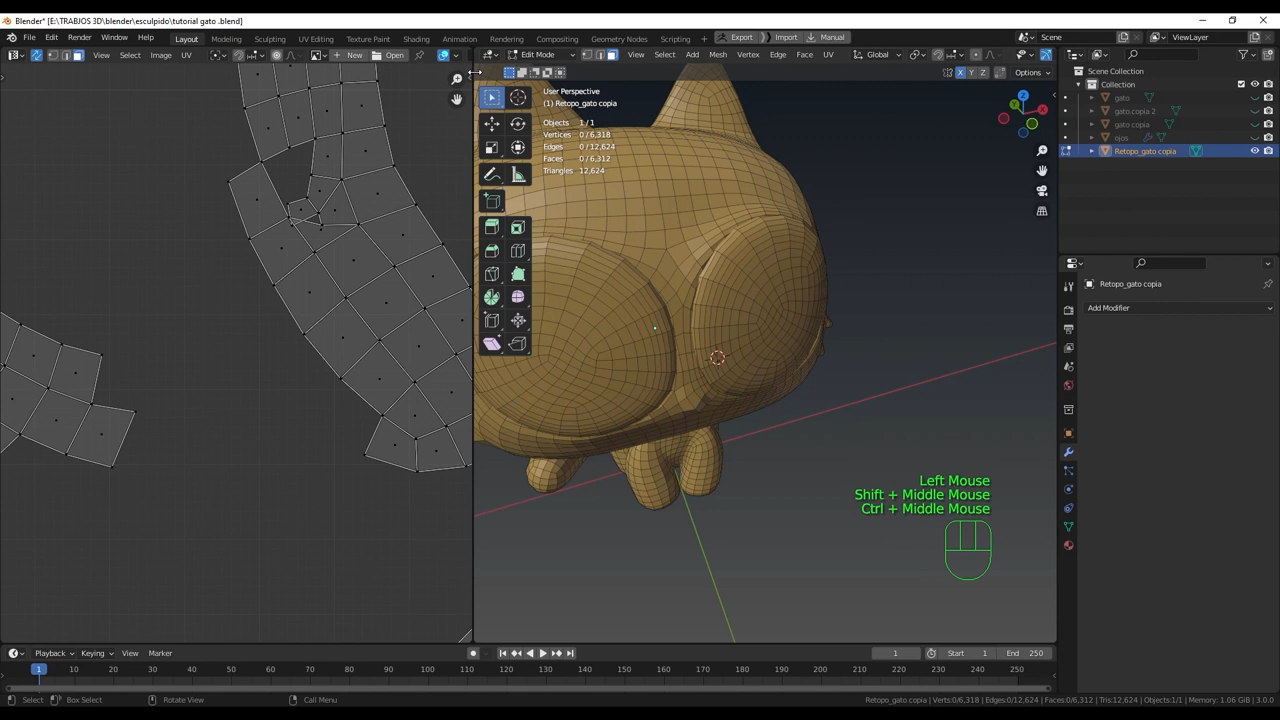 Blender* [E:\TRABJOS 3D\blender\esculpido\tutorial gato .blend]
File Edit Render Window Help Layout Modeling Sculpting UV Editing Texture Paint Shading Animation Rendering Compositing Geometry Nodes Scripting Export Import Manual Scene ViewLayer
View Select Image UV New Open Edit Mode View Select Add Mesh Vertex Edge Face UV Global
X Y Z Options
Scene Collection
Collection
gato
gato.copia 2
gato copia
ojos
Retopo_gato copia
User Perspective
(1) Retopo_gato copia
Objects 1/1
Vertices 0/6,318
Edges 0/12,624
Faces 0/6,312
Triangles 12,624
Z
X
Y
Retopo_gato copia
Add Modifier
Left Mouse
Shift + Middle Mouse
Ctrl + Middle Mouse
Playback Keying View Marker 1 Start 1 End 250
1 10 20 30 40 50 60 70 80 90 100 110 120 130 140 150 160 170 180 190 200 210 220 230 240 250
Select Box Select Rotate View Call Menu Retopo_gato copia | Verts:0/6,318 | Edges:0/12,624 | Faces:0/6,312 | Tris:12,624 | Objects:1/1 | Memory: 1.06 GiB | 3.0.0